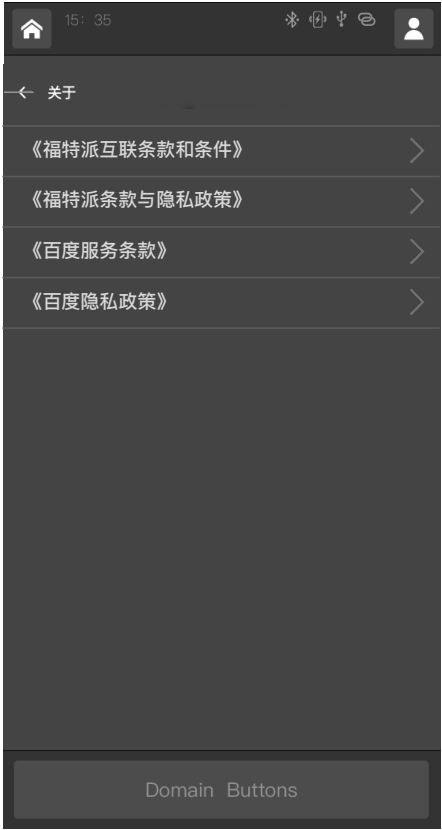 15: 35
关于
《福特派互联条款和条件》
《福特派条款与隐私政策》
《百度服务条款》
《百度隐私政策》
Domain Buttons